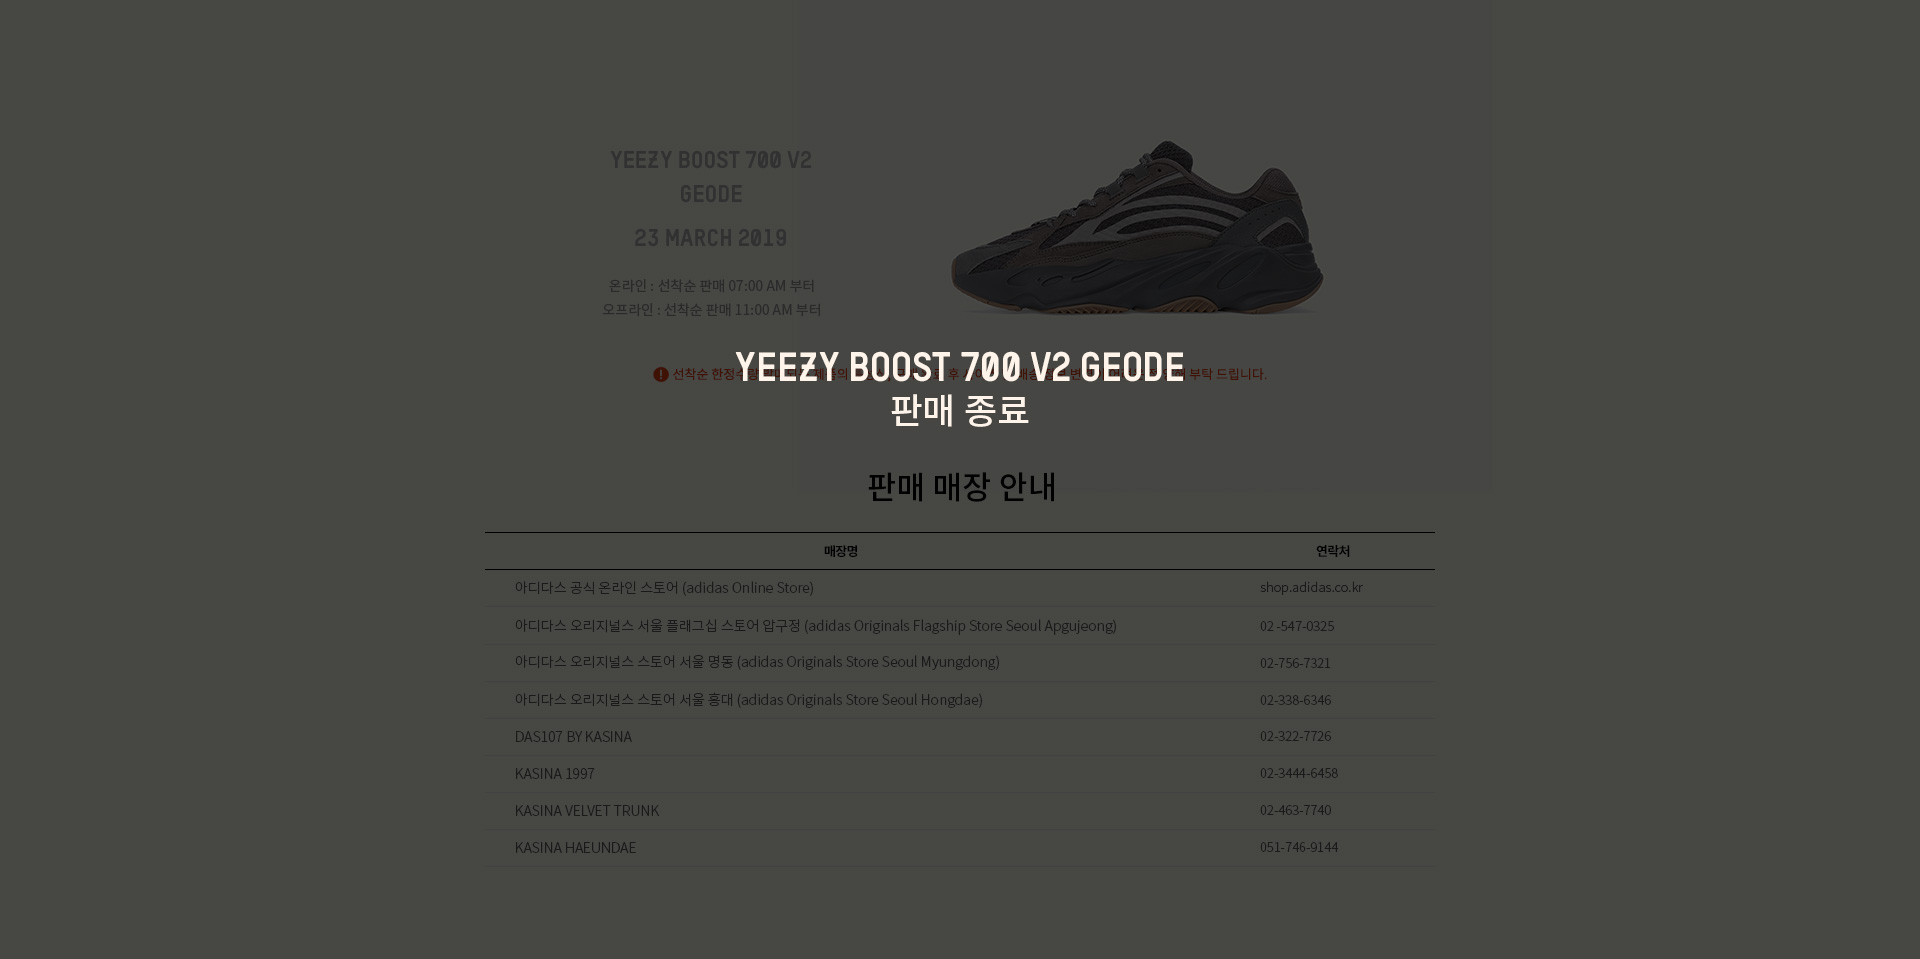 YEEZY BOOST 700 V2
GEODE
23 MARCH 2019
온라인 : 선착순 판매 07:00 AM 부터
오프라인 : 선착순 판매 11:00 AM 부터
선착순 한정수량 부탁 드립니다.
YEEZY BOOST 700 V2 GEODE
판매 종료
판매 매장 안내
매장명 연락처
아디다스 공식 온라인 스토어 (adidas Online Store) shop.adidas.co.kr
아디다스 오리지널스 서울 플래그십 스토어 압구정 (adidas Originals Flagship Store Seoul Apgujeong) 02 -547-0325
아디다스 오리지널스 스토어 서울 명동 (adidas Originals Store Seoul Myungdong) 02-756-7321
아디다스 오리지널스 스토어 서울 홍대 (adidas Originals Store Seoul Hongdae) 02-338-6346
DAS107 BY KASINA 02-322-7726
KASINA 1997 02-3444-6458
KASINA VELVET TRUNK 02-463-7740
KASINA HAEUNDAE 051-746-9144